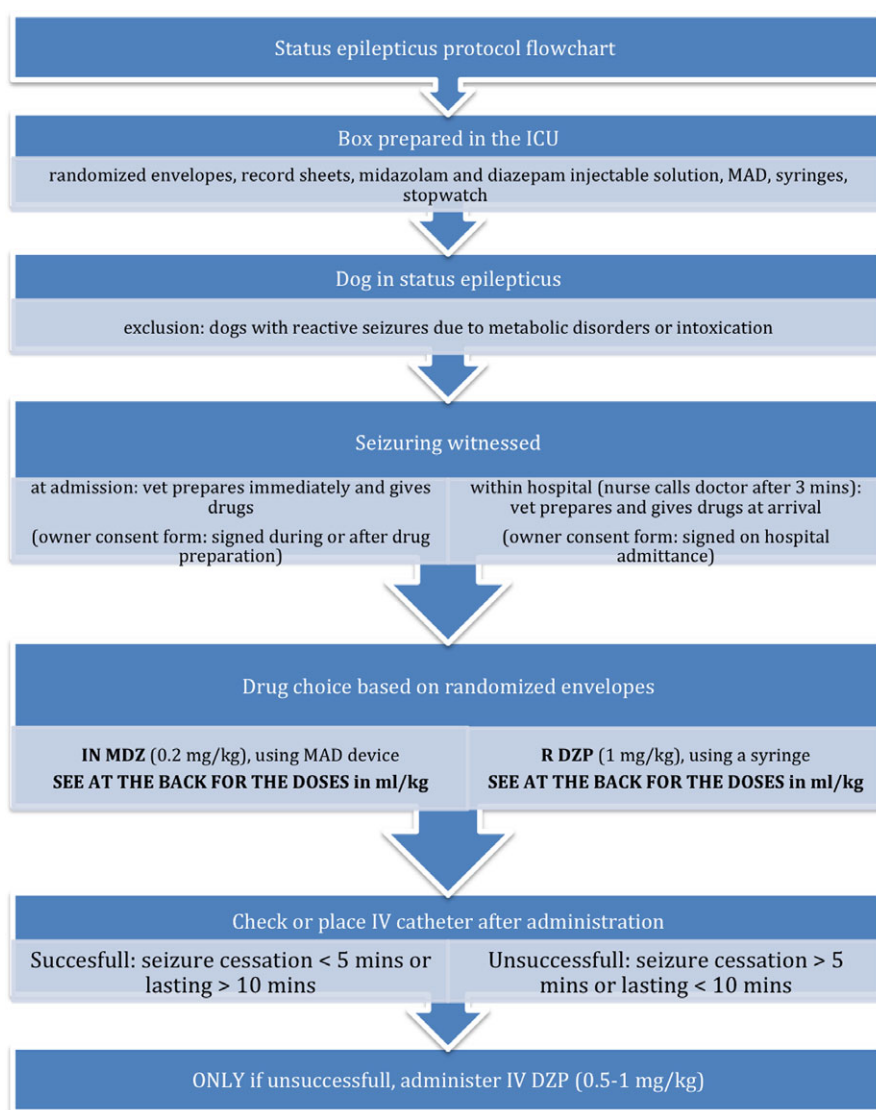 Status epilepticus protocol flowchart
Box prepared in the ICU
randomized envelopes, record sheets, midazolam and diazepam injectable solution, MAD, syringes,
stopwatch
Dog in status epilepticus
exclusion: dogs with reactive seizures due to metabolic disorders or intoxication
Seizuring witnessed
at admission: vet prepares immediately and gives
drugs
(owner consent form: signed during or after drug
preparation)
within hospital (nurse calls doctor after 3 mins):
vet prepares and gives drugs at arrival
(owner consent form: signed on hospital
admittance)
Drug choice based on randomized envelopes
IN MDZ (0.2 mg/kg), using MAD device
SEE AT THE BACK FOR THE DOSES in ml/kg
R DZP (1 mg/kg), using a syringe
SEE AT THE BACK FOR THE DOSES in ml/kg
Check or place IV catheter after administration
Succesfull: seizure cessation < 5 mins or
lasting > 10 mins
Unsuccessfull: seizure cessation > 5
mins or lasting < 10 mins
ONLY if unsuccessfull, administer IV DZP (0.5-1 mg/kg)